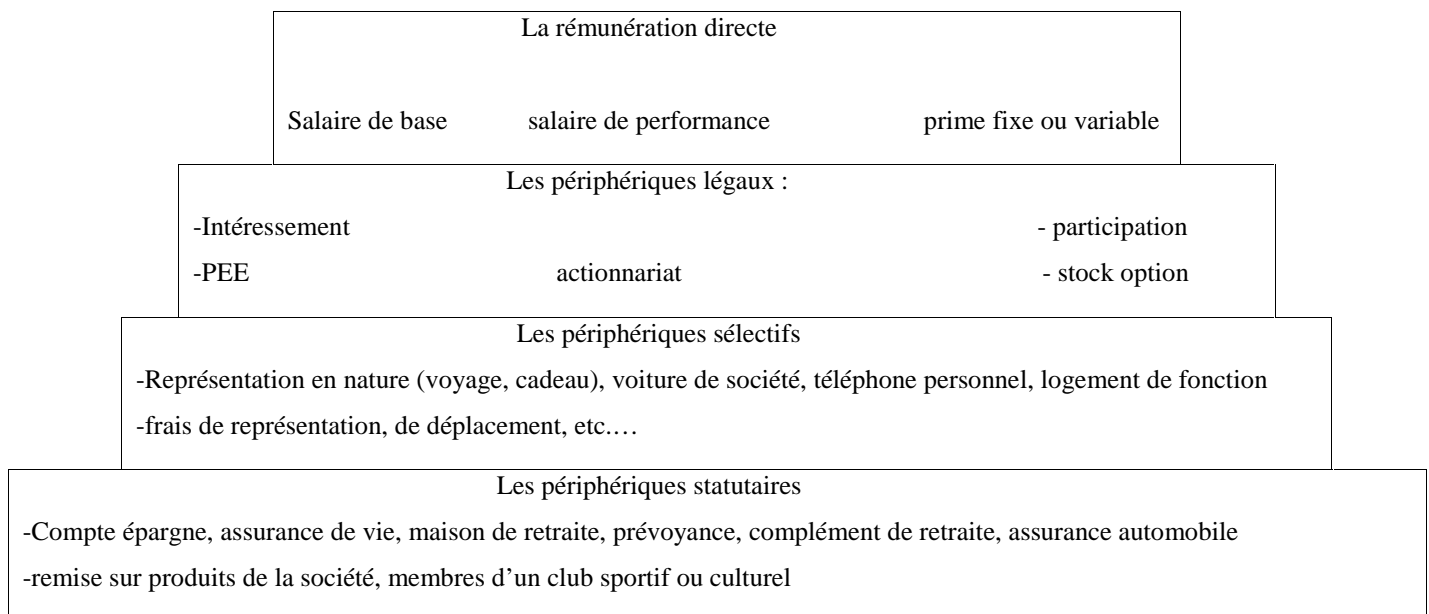 La rémunération directe
Salaire de base salaire de performance prime fixe ou variable
Les périphériques légaux :
-Intéressement - participation
-PEE actionnariat - stock option
Les périphériques sélectifs
-Représentation en nature (voyage, cadeau), voiture de société, téléphone personnel, logement de fonction
-frais de représentation, de déplacement, etc.…
Les périphériques statutaires
-Compte épargne, assurance de vie, maison de retraite, prévoyance, complément de retraite, assurance automobile
-remise sur produits de la société, membres d’un club sportif ou culturel